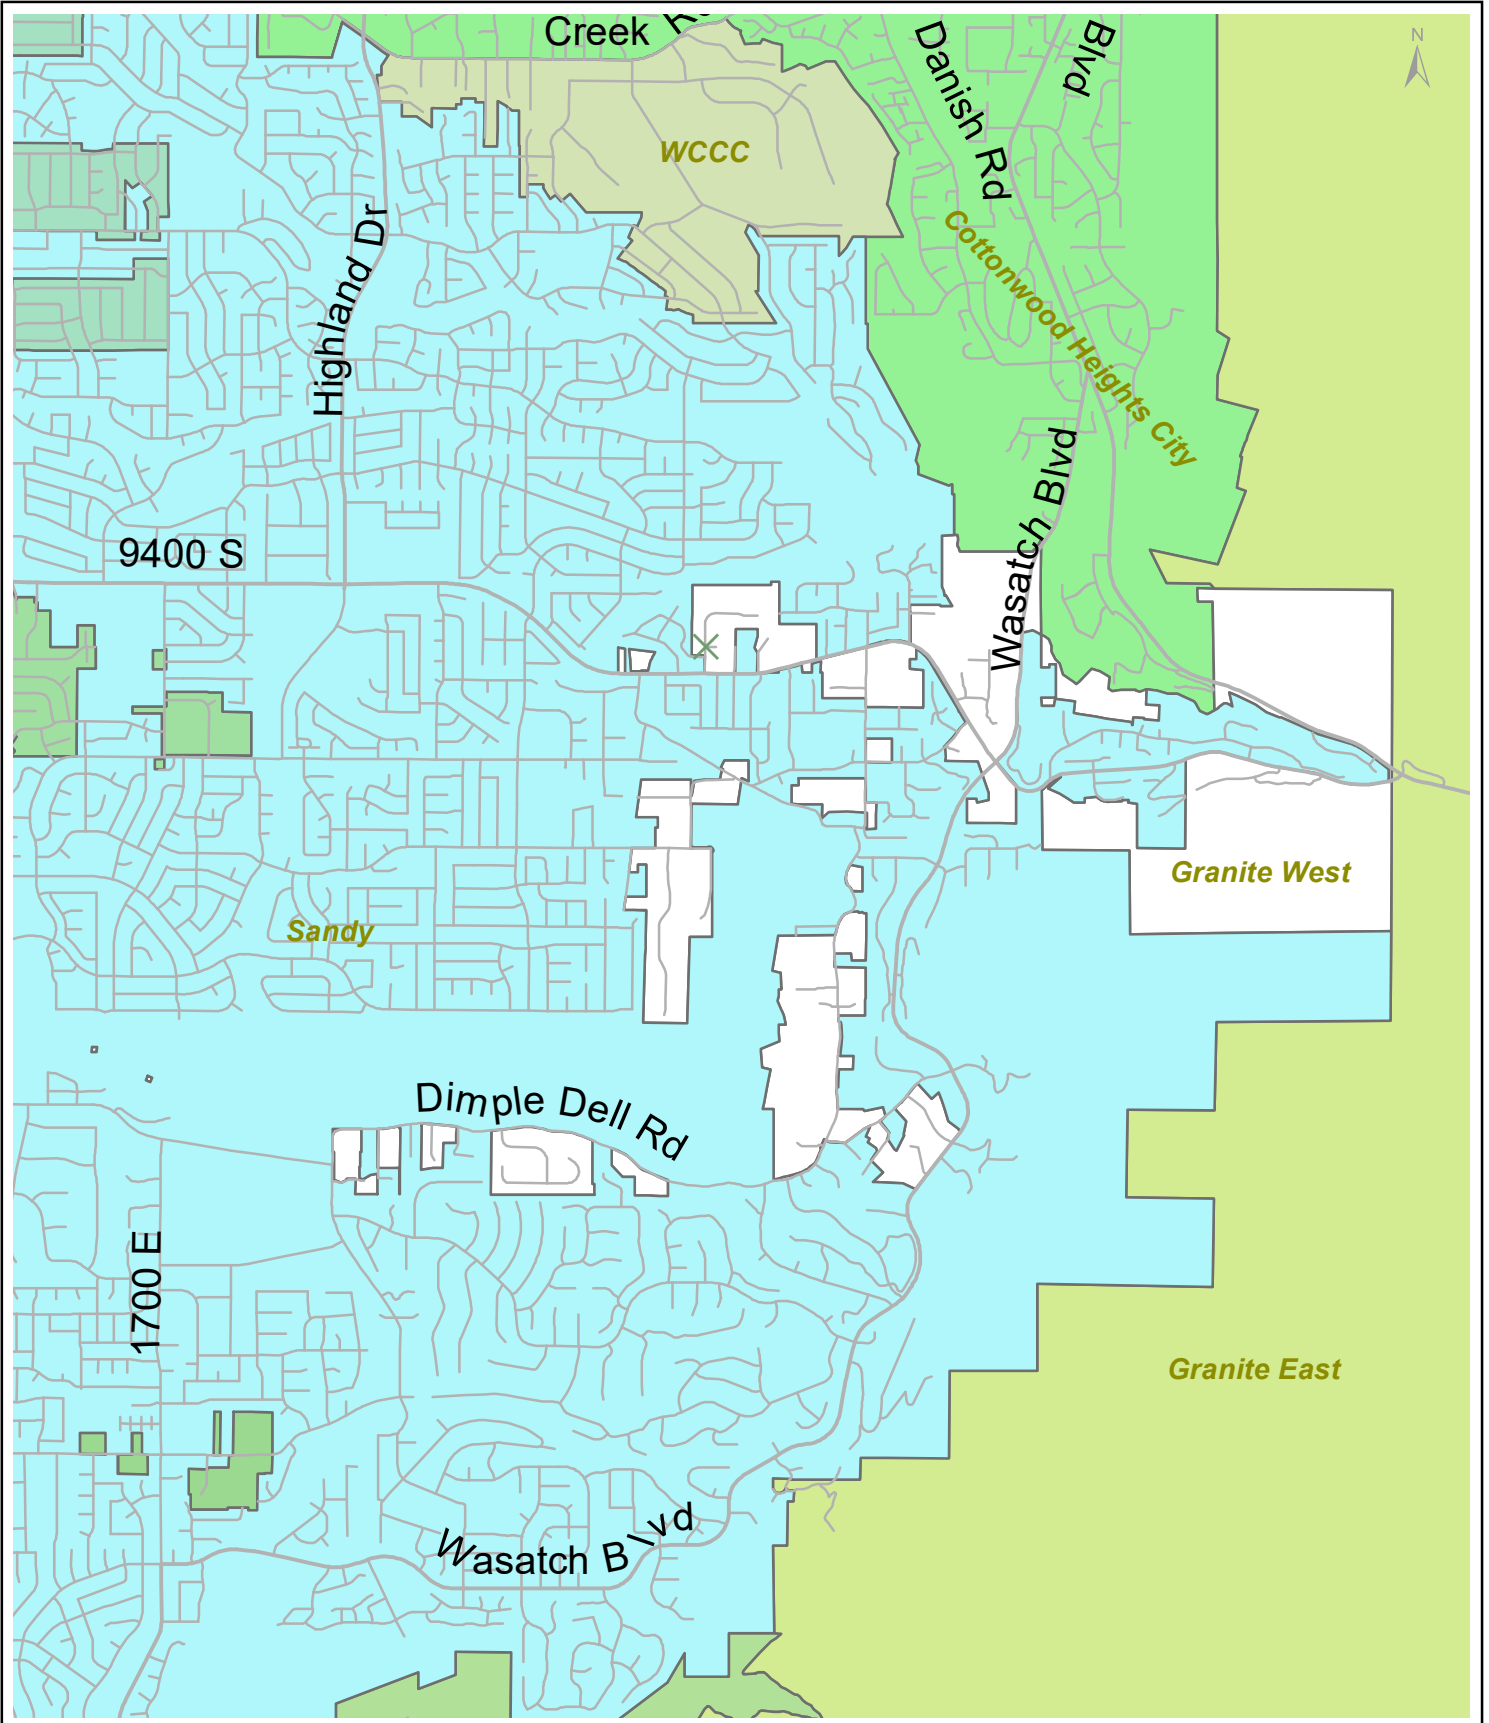 Creek
Danish Rd
Blvd
N
WCCC
Highland Dr
Cottonwood Heights City
Wasatch Blvd
9400 S
Granite West
Sandy
Dimple Dell Rd
1700 E
Granite East
Wasatch Blvd